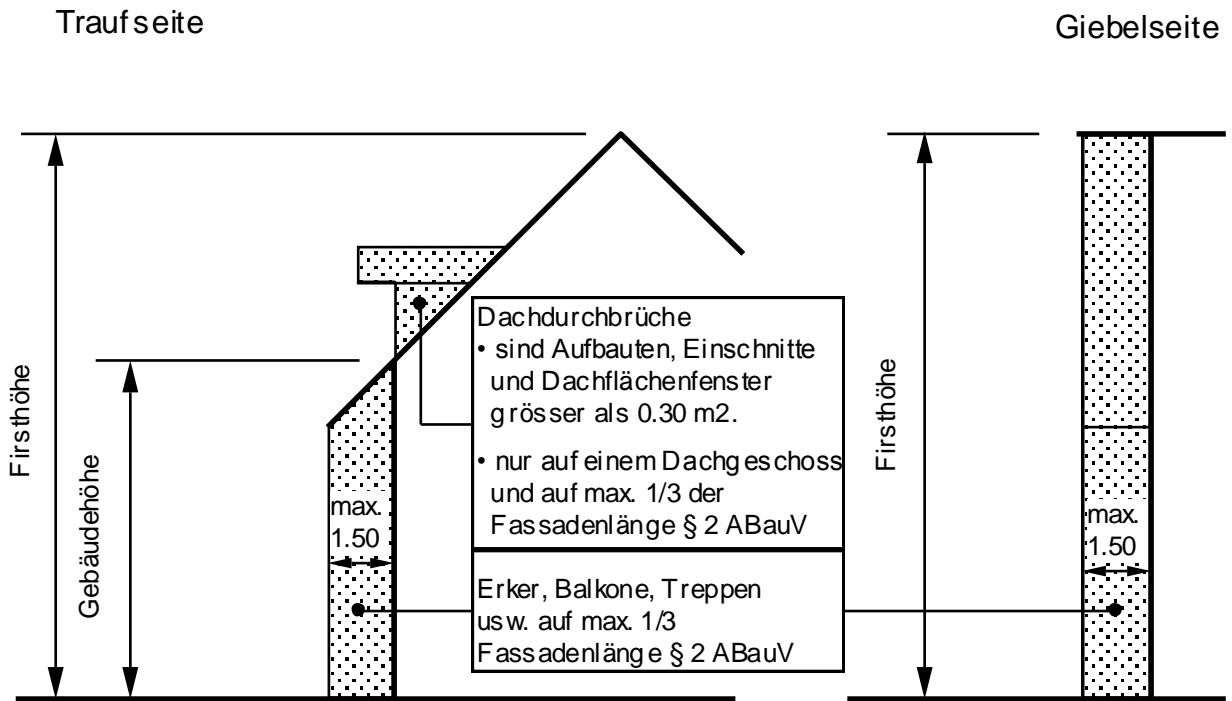 Traufseite
Giebelseite
Firsthöhe
Gebäudehöhe
max.
1.50
Dachdurchbrüche
• sind Aufbauten, Einschnitte
und Dachflächenfenster
grösser als 0.30 m2.
• nur auf einem Dachgeschoss
und auf max. 1/3 der
Fassadenlänge § 2 ABauV
Erker, Balkone, Treppen
usw. auf max. 1/3
Fassadenlänge § 2 ABauV
Firsthöhe
max.
1.50